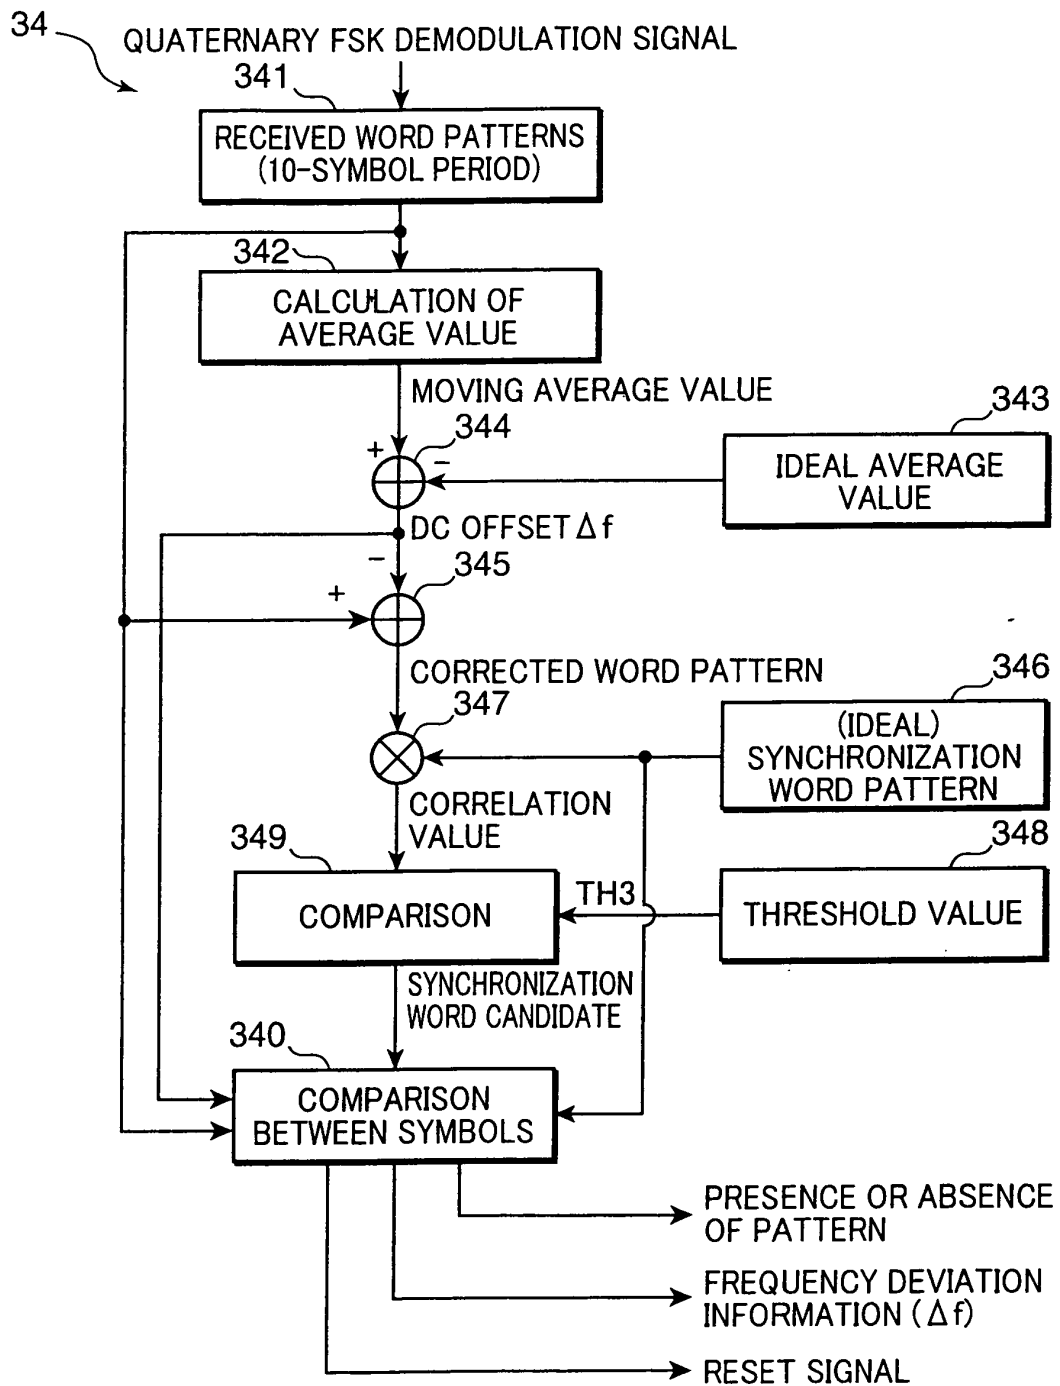 34
QUATERNARY FSK DEMODULATION SIGNAL
341
RECEIVED WORD PATTERNS
(10-SYMBOL PERIOD)
342
CALCULATION OF
AVERAGE VALUE
MOVING AVERAGE VALUE
343
344
+
-
IDEAL AVERAGE
VALUE
DC OFFSET Δf
-
345
+
CORRECTED WORD PATTERN
346
347
(IDEAL)
SYNCHRONIZATION
WORD PATTERN
CORRELATION
VALUE
348
349
TH3
COMPARISON
THRESHOLD VALUE
SYNCHRONIZATION
WORD CANDIDATE
340
COMPARISON
BETWEEN SYMBOLS
PRESENCE OR ABSENCE
OF PATTERN
FREQUENCY DEVIATION
INFORMATION (Δf)
RESET SIGNAL